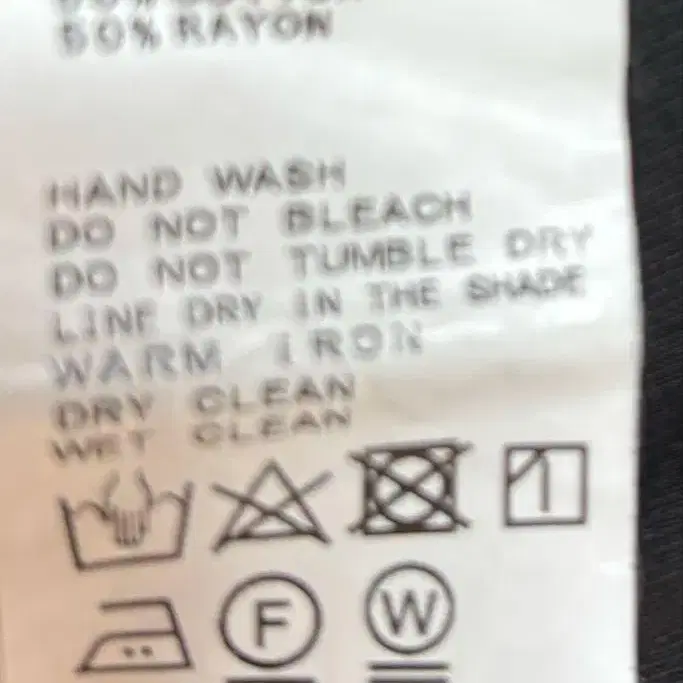 50% RAYON
HAND WASH
DO NOT BLEACH
DO NOT TUMBLE DRY
LINE DRY IN THE SHADE
WARM IRON
DRY CLEAN
WET CLEAN
F W